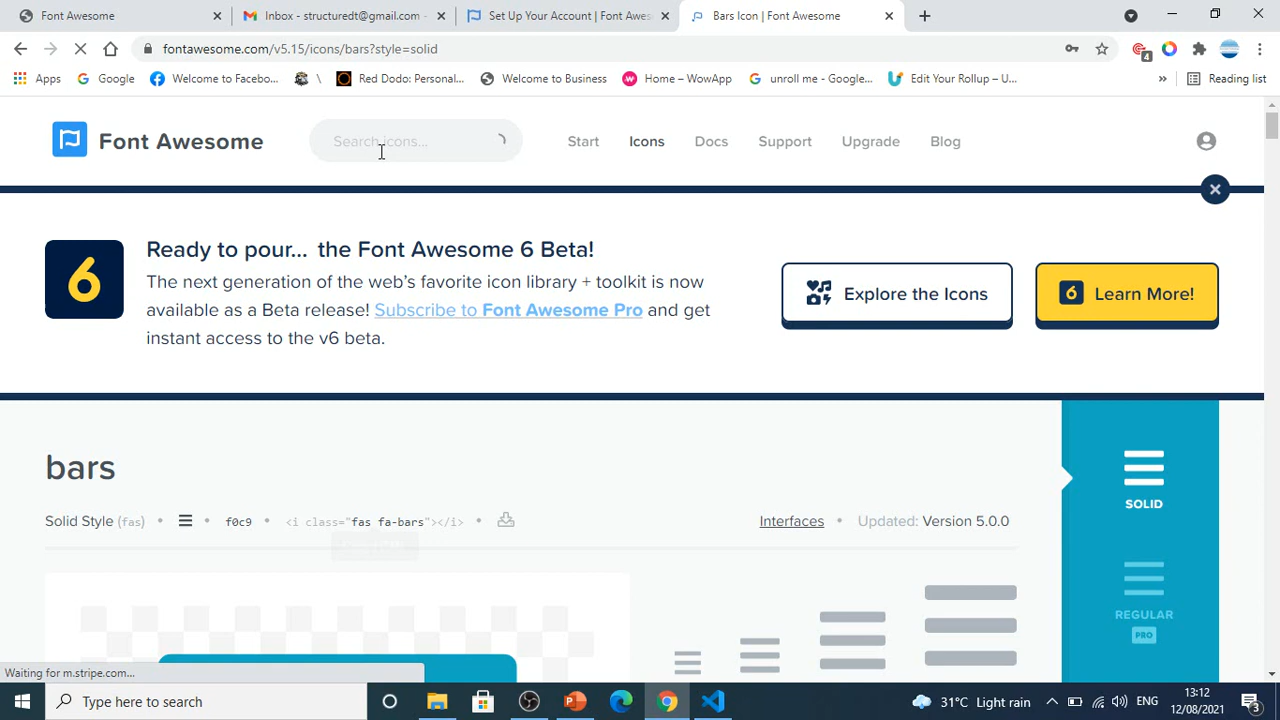 Font Awesome
Inbox - structuredt@gmail.com -
Set Up Your Account | Font Awes
Bars Icon | Font Awesome
fontawesome.com/v5.15/icons/bars?style=solid
4
Apps
Google
Welcome to Facebo...
\
Red Dodo: Personal...
Welcome to Business
Home – WowApp
unroll me - Google...
Edit Your Rollup – U...
»
Reading list
Font Awesome
Search icons...
Start
Icons
Docs
Support
Upgrade
Blog
6
Ready to pour... the Font Awesome 6 Beta!
The next generation of the web's favorite icon library + toolkit is now
available as a Beta release! Subscribe to Font Awesome Pro and get
instant access to the v6 beta.
Explore the Icons
6 Learn More!
bars
Solid Style (fas) • • f0c9 • <i class="fas fa-bars"></i> •
Interfaces • Updated: Version 5.0.0
SOLID
REGULAR
PRO
Waiting for m.stripe.com...
Type here to search
31°C Light rain
ENG
13:12
12/08/2021
3